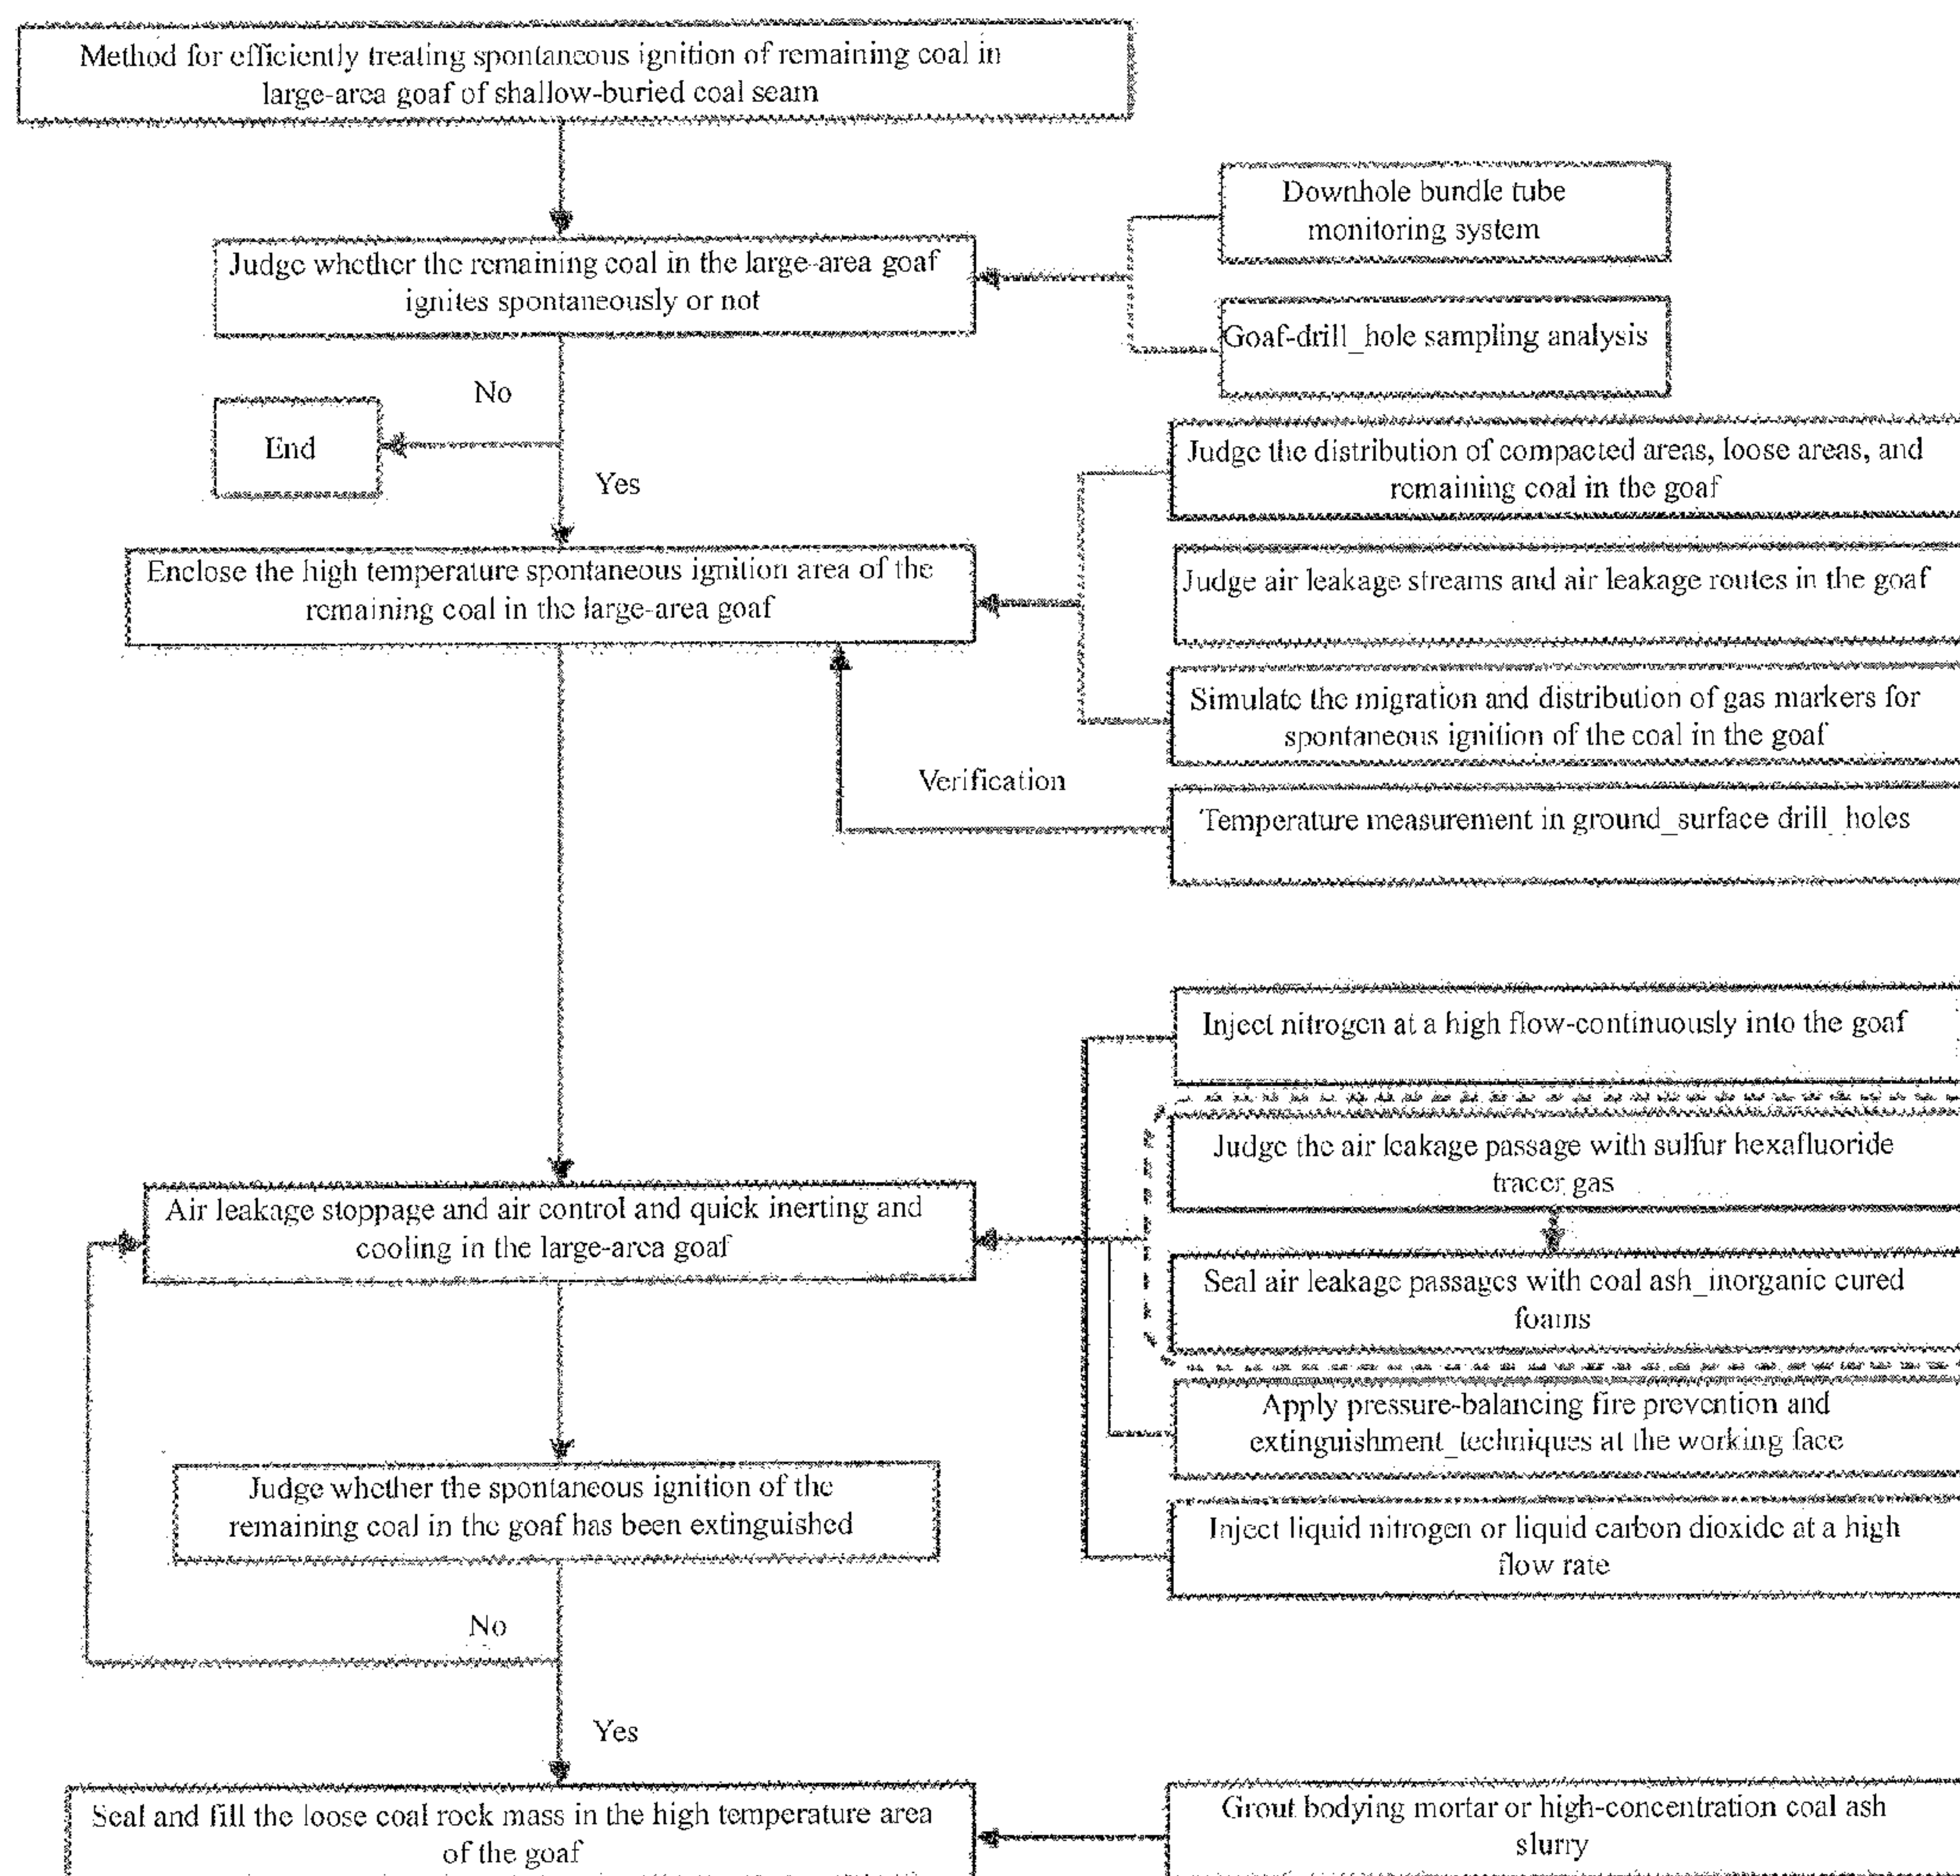 Method for efficiently treating spontaneous ignition of remaining coal in
large-area goaf of shallow-buried coal seam
Downhole bundle tube
monitoring system
Judge whether the remaining coal in the large-area goaf
ignites spontaneously or not
Goaf-drill_hole sampling analysis
No
End
Yes
Judge the distribution of compacted areas, loose areas, and
remaining coal in the goaf
Enclose the high temperature spontaneous ignition area of the
remaining coal in the large-area goaf
Judge air leakage streams and air leakage routes in the goaf
Simulate the migration and distribution of gas markers for
spontaneous ignition of the coal in the goaf
Verification
Temperature measurement in ground_surface drill_holes
Inject nitrogen at a high flow-continuously into the goaf
Judge the air leakage passage with sulfur hexafluoride
tracer gas
Air leakage stoppage and air control and quick inerting and
cooling in the large-area goaf
Seal air leakage passages with coal ash_inorganic cured
foams
Apply pressure-balancing fire prevention and
extinguishment_techniques at the working face
Judge whether the spontaneous ignition of the
remaining coal in the goaf has been extinguished
Inject liquid nitrogen or liquid carbon dioxide at a high
flow rate
No
Yes
Seal and fill the loose coal rock mass in the high temperature area
of the goaf
Grout bodying mortar or high-concentration coal ash
slurry